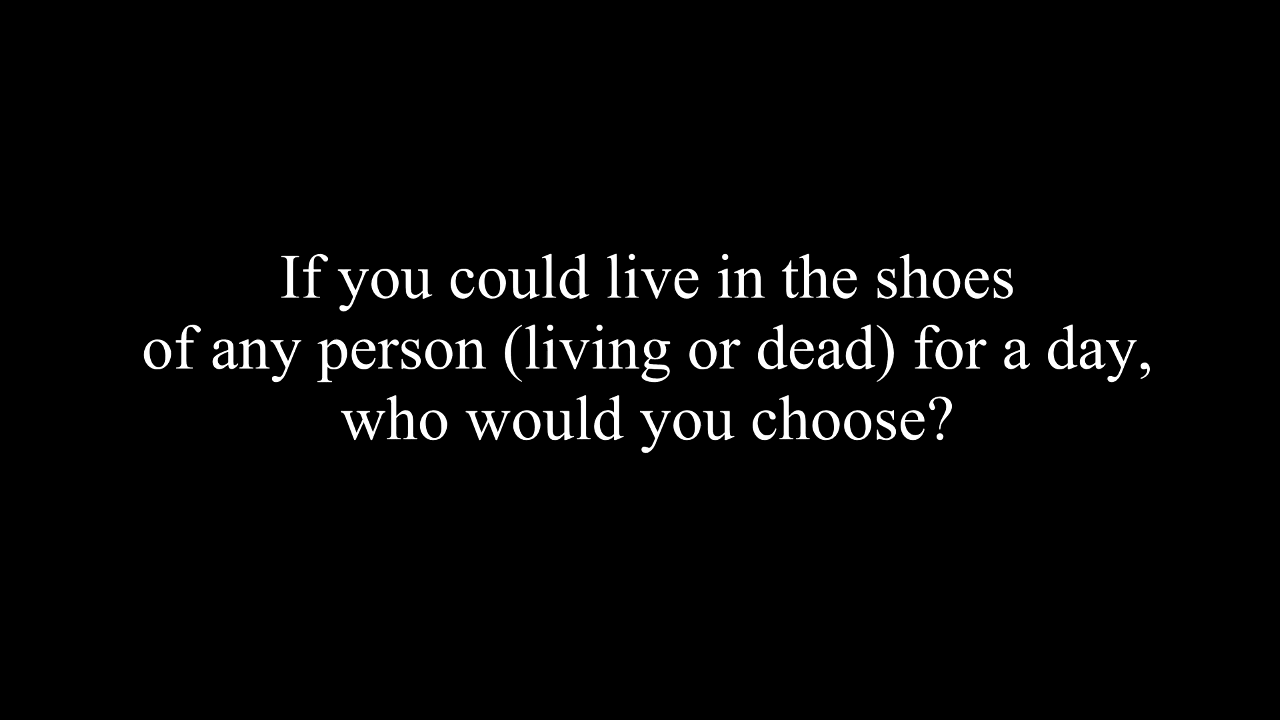 If you could live in the shoes
of any person (living or dead) for a day,
who would you choose?